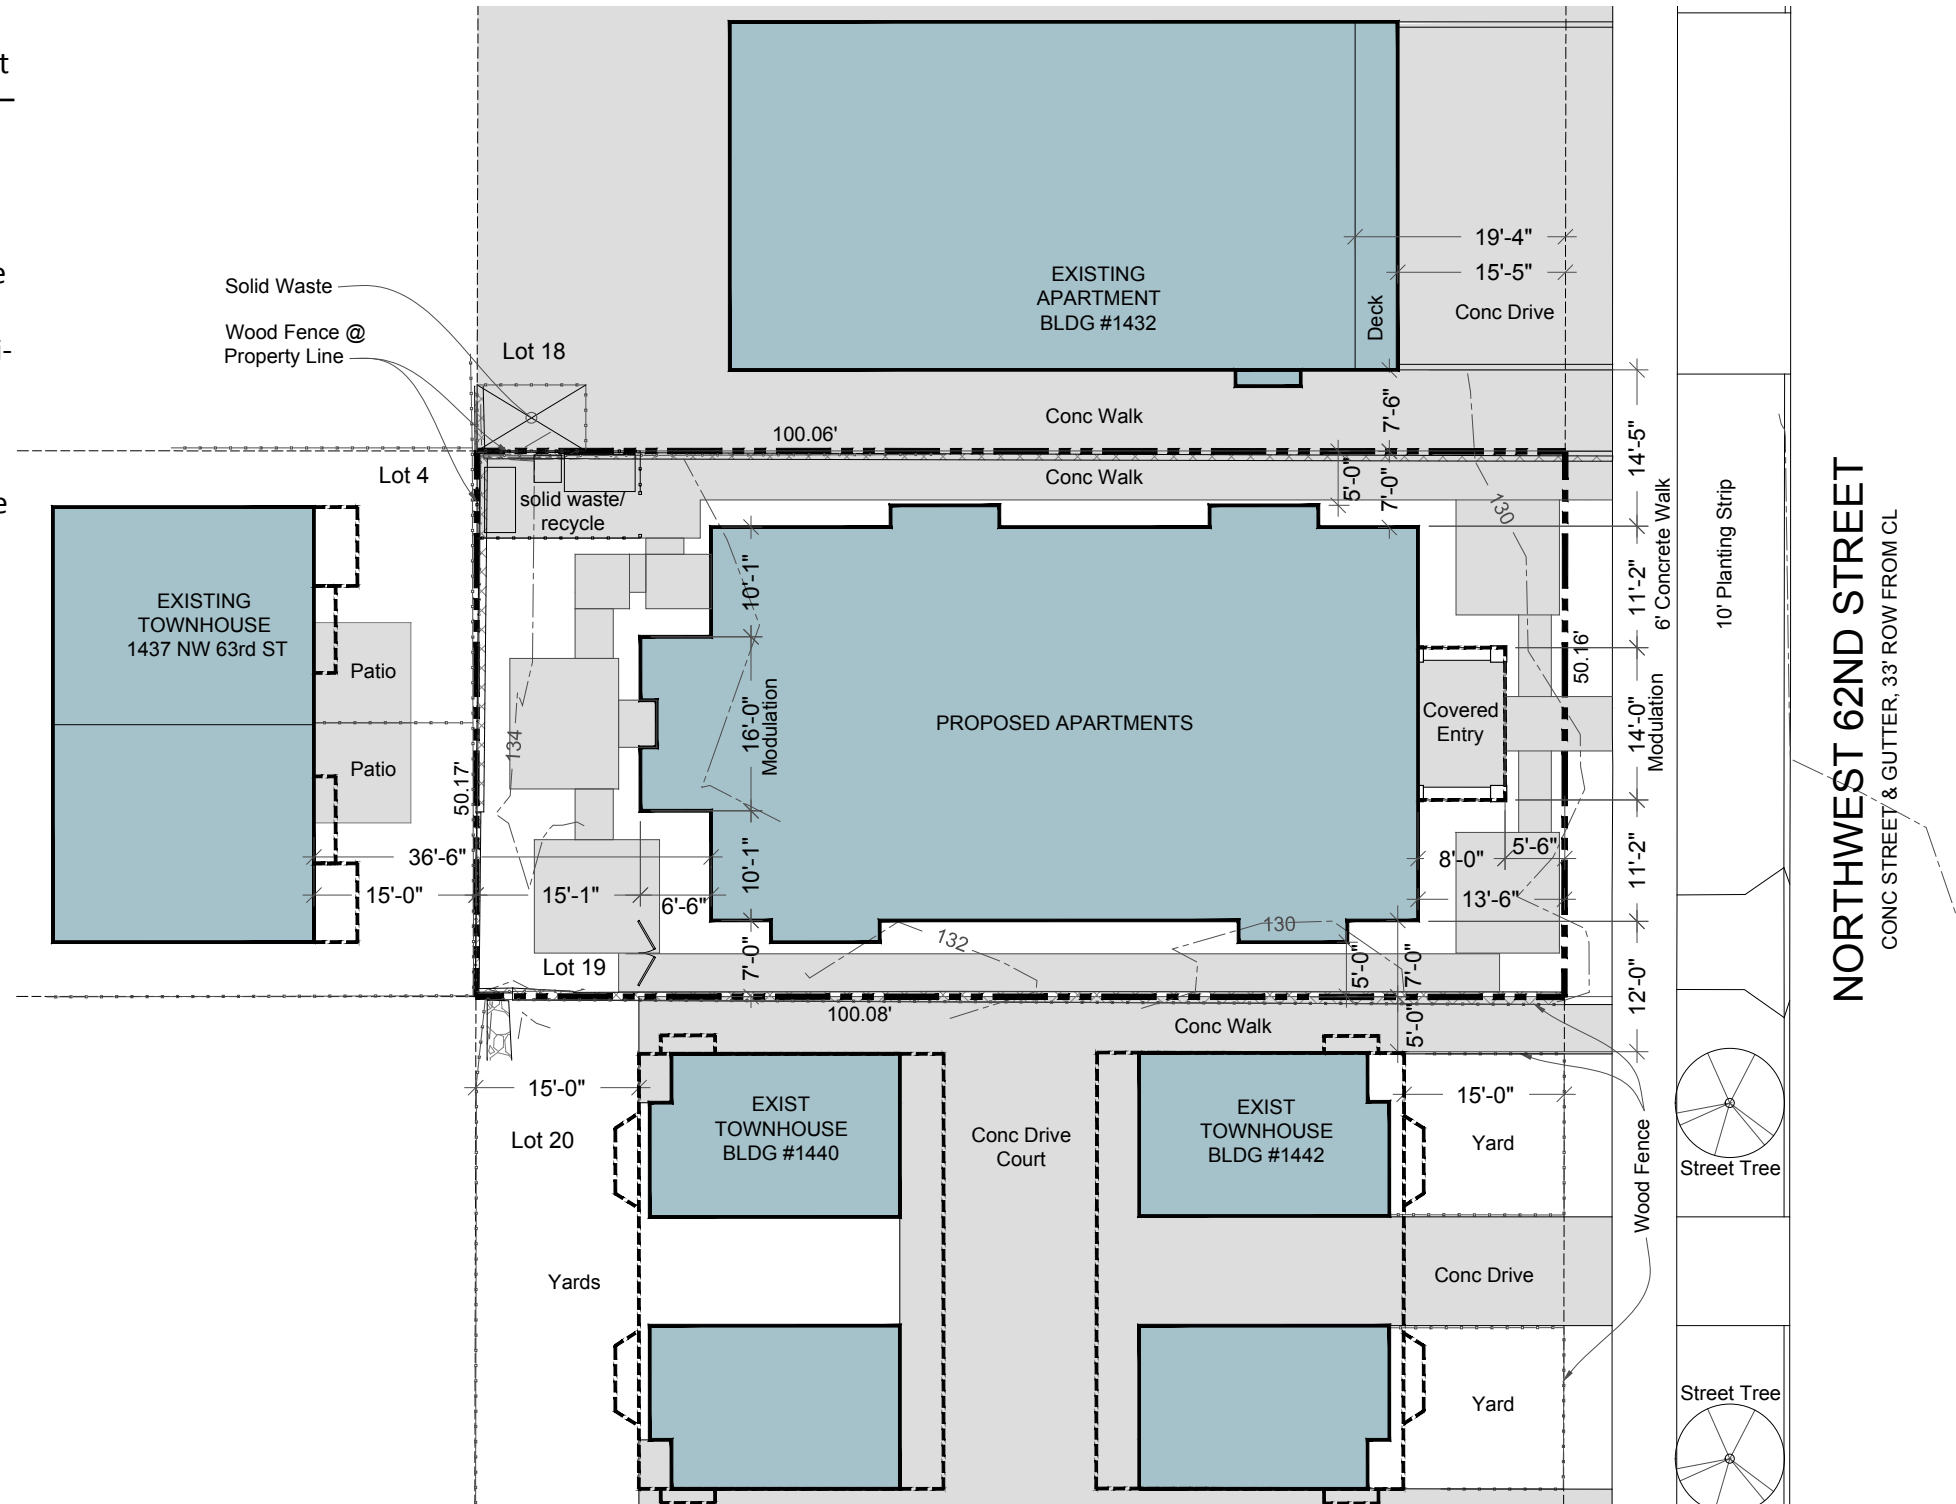 t
e
i-
e
Solid Waste
Wood Fence @
Property Line
Lot 18
EXISTING
APARTMENT
BLDG #1432
Deck
19'-4"
15'-5"
Conc Drive
Conc Walk
7'-6"
14'-5"
100.06'
Lot 4
Conc Walk
5'-0"
7'-0"
solid waste/
recycle
130
6' Concrete Walk
10' Planting Strip
EXISTING
TOWNHOUSE
1437 NW 63rd ST
Patio
Patio
10'-1"
16'-0"
Modulation
10'-1"
134
50.17'
PROPOSED APARTMENTS
Covered
Entry
50.16'
11'-2"
14'-0"
Modulation
11'-2"
12'-0"
NORTHWEST 62ND STREET
CONC STREET & GUTTER, 33' ROW FROM CL
36'-6"
15'-0"
15'-1"
6'-6"
8'-0"
5'-6"
13'-6"
7'-0"
132
130
5'-0"
7'-0"
Lot 19
100.08'
Conc Walk
5'-0"
15'-0"
Lot 20
EXIST
TOWNHOUSE
BLDG #1440
Conc Drive
Court
EXIST
TOWNHOUSE
BLDG #1442
15'-0"
Yard
Wood Fence
Street Tree
Yards
Conc Drive
Yard
Street Tree